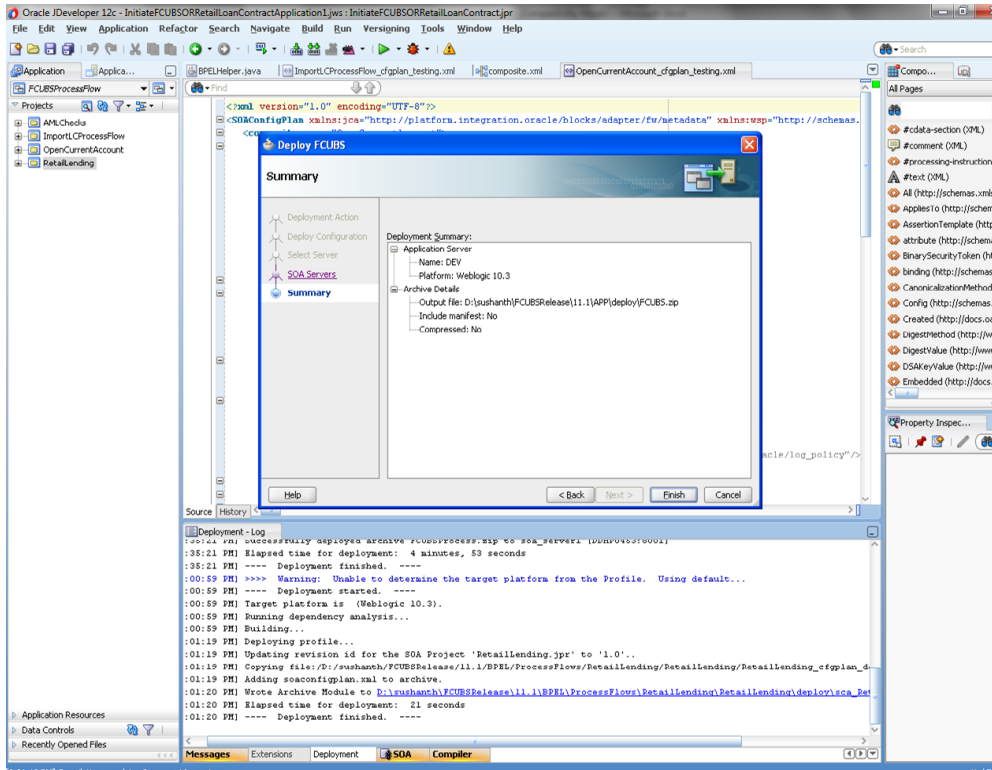 Oracle JDeveloper 12c - InitiateFCUBSORRetailLoanContractApplication1.jws : InitiateFCUBSORRetailLoanContract.jpr
File Edit View Application Refactor Search Navigate Build Run Versioning Tools Window Help
Search
Application
Applica...
FCUBSProcessFlow
Projects
AMLChecks
ImportLCProcessFlow
OpenCurrentAccount
RetailLending
Application Resources
Data Controls
Recently Opened Files
BPELHelper.java
ImportLCProcessFlow_cfgplan_testing.xml
composite.xml
OpenCurrentAccount_cfgplan_testing.xml
Find
<?xml version="1.0" encoding="UTF-8"?>
<SOAConfigPlan xmlns:jca="http://platform.integration.oracle/blocks/adapter/fw/metadata" xmlns:wsp="http://schemas.
acle/log_policy"/>
Source History
Deploy FCUBS
Summary
Deployment Action
Deploy Configuration
Select Server
SOA Servers
Summary
Deployment Summary:
Application Server
Name: DEV
Platform: Weblogic 10.3
Archive Details
Output file: D:\sushanth\FCUBSRelease\11.1\APP\deploy\FCUBS.zip
Include manifest: No
Compressed: No
Help
< Back
Next >
Finish
Cancel
Deployment - Log
:35:21 PM] Successfully deployed archive FCUBSProcess.zip to soa_server1
:35:21 PM] Elapsed time for deployment: 4 minutes, 53 seconds
:35:21 PM] ---- Deployment finished. ----
:00:59 PM] >>>> Warning: Unable to determine the target platform from the Profile. Using default...
:00:59 PM] ---- Deployment started. ----
:00:59 PM] Target platform is (Weblogic 10.3).
:00:59 PM] Running dependency analysis...
:00:59 PM] Building...
:01:19 PM] Deploying profile...
:01:19 PM] Updating revision id for the SOA Project 'RetailLending.jpr' to '1.0'..
:01:19 PM] Copying file:/D:/sushanth/FCUBSRelease/11.1/BPEL/ProcessFlows/RetailLending/RetailLending/RetailLending_cfgplan_d
:01:19 PM] Adding soaconfigplan.xml to archive.
:01:20 PM] Wrote Archive Module to D:\sushanth\FCUBSRelease\11.1\BPEL\ProcessFlows\RetailLending\RetailLending\deploy\sca_Ret
:01:20 PM] Elapsed time for deployment: 21 seconds
:01:20 PM] ---- Deployment finished. ----
Messages
Extensions
Deployment
SOA
Compiler
Compo...
All Pages
#cdata-section (XML)
#comment (XML)
#processing-instruction
#text (XML)
All (http://schemas.xmls
AppliesTo (http://schem
AssertionTemplate (http
attribute (http://schema
BinarySecurityToken (ht
binding (http://schemas
CanonicalizationMethod
Config (http://schemas.
Created (http://docs.oa
DigestMethod (http://w
DigestValue (http://www
DSAKeyValue (http://w
Embedded (http://docs.
Property Inspec...